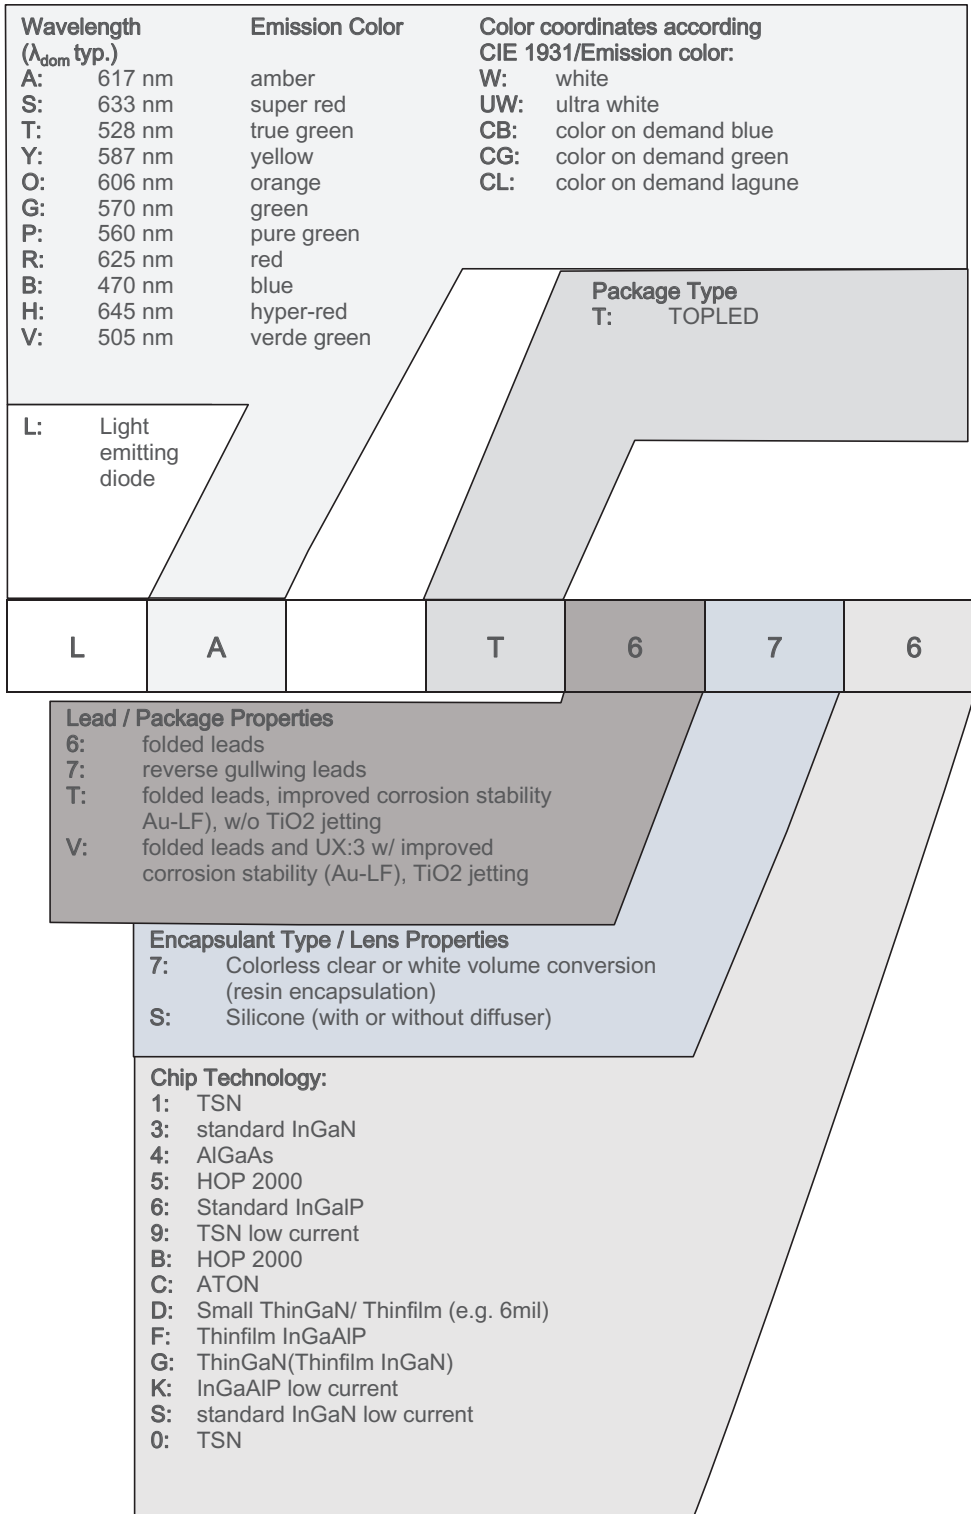 Wavelength Emission Color
(λdom typ.)
A: 617 nm amber
S: 633 nm super red
T: 528 nm true green
Y: 587 nm yellow
O: 606 nm orange
G: 570 nm green
P: 560 nm pure green
R: 625 nm red
B: 470 nm blue
H: 645 nm hyper-red
V: 505 nm verde green
Color coordinates according
CIE 1931/Emission color:
W: white
UW: ultra white
CB: color on demand blue
CG: color on demand green
CL: color on demand lagune
Package Type
T: TOPLED
L: Light
emitting
diode
L A T 6 7 6
Lead / Package Properties
6: folded leads
7: reverse gullwing leads
T: folded leads, improved corrosion stability
Au-LF), w/o TiO2 jetting
V: folded leads and UX:3 w/ improved
corrosion stability (Au-LF), TiO2 jetting
Encapsulant Type / Lens Properties
7: Colorless clear or white volume conversion
(resin encapsulation)
S: Silicone (with or without diffuser)
Chip Technology:
1: TSN
3: standard InGaN
4: AlGaAs
5: HOP 2000
6: Standard InGalP
9: TSN low current
B: HOP 2000
C: ATON
D: Small ThinGaN/ Thinfilm (e.g. 6mil)
F: Thinfilm InGaAlP
G: ThinGaN(Thinfilm InGaN)
K: InGaAlP low current
S: standard InGaN low current
0: TSN